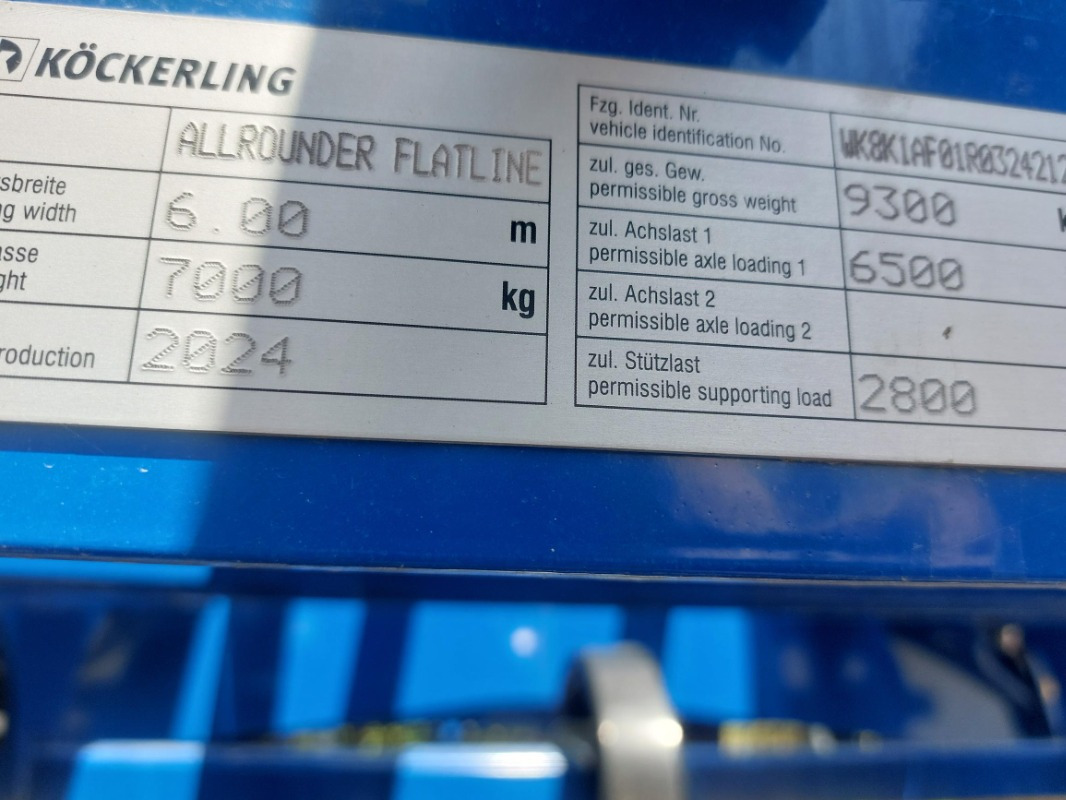 KÖCKERLING
ALLROUNDER FLATLINE
sbreite
g width
6.00 m
asse
ght
7000 kg
roduction
2024
Fzg. Ident. Nr.
vehicle identification No.
WK8K1AF01R0324212
zul. ges. Gew.
permissible gross weight
9300
zul. Achslast 1
permissible axle loading 1
6500
zul. Achslast 2
permissible axle loading 2
zul. Stützlast
permissible supporting load
2800